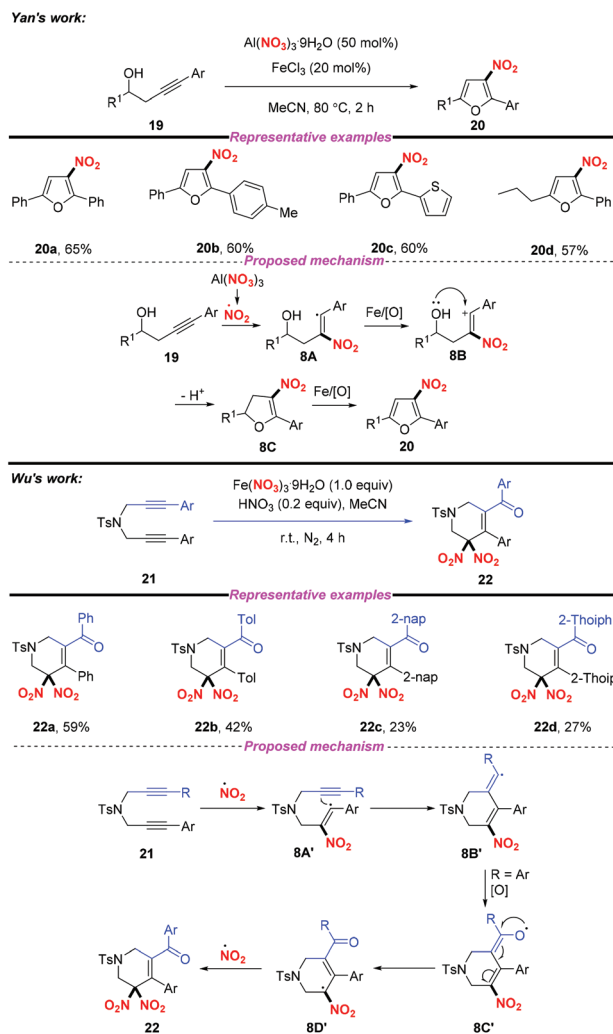 Yan's work:
Al(NO3)3·9H2O (50 mol%)
FeCl3 (20 mol%)
MeCN, 80 °C, 2 h
OH
Ar
R1
19
NO2
R1
O
Ar
20
Representative examples
NO2
Ph
O
Ph
20a, 65%
NO2
Ph
O
Me
20b, 60%
NO2
S
Ph
O
20c, 60%
NO2
O
Ph
20d, 57%
Proposed mechanism
Al(NO3)3
NO2
OH
Ar
R1
19
OH
Ar
R1
NO2
8A
Fe/[O]
OH
Ar
+
R1
NO2
8B
- H+
NO2
R1
O
Ar
8C
Fe/[O]
NO2
R1
O
Ar
20
Wu's work:
Fe(NO3)3·9H2O (1.0 equiv)
HNO3 (0.2 equiv), MeCN
r.t., N2, 4 h
Ar
TsN
Ar
21
Ar
O
TsN
Ar
O2N NO2
22
Representative examples
Ph
O
TsN
Ph
NO2 NO2
22a, 59%
Tol
O
TsN
Tol
NO2 NO2
22b, 42%
2-nap
O
TsN
2-nap
NO2 NO2
22c, 23%
2-Thoiph
O
TsN
2-Thoip
NO2 NO2
22d, 27%
Proposed mechanism
R
TsN
Ar
21
NO2
R
TsN
Ar
NO2
8A'
R
TsN
Ar
NO2
8B'
R = Ar
[O]
R
O
TsN
Ar
NO2
8C'
R
O
TsN
Ar
NO2
8D'
NO2
Ar
O
TsN
Ar
NO2 NO2
22